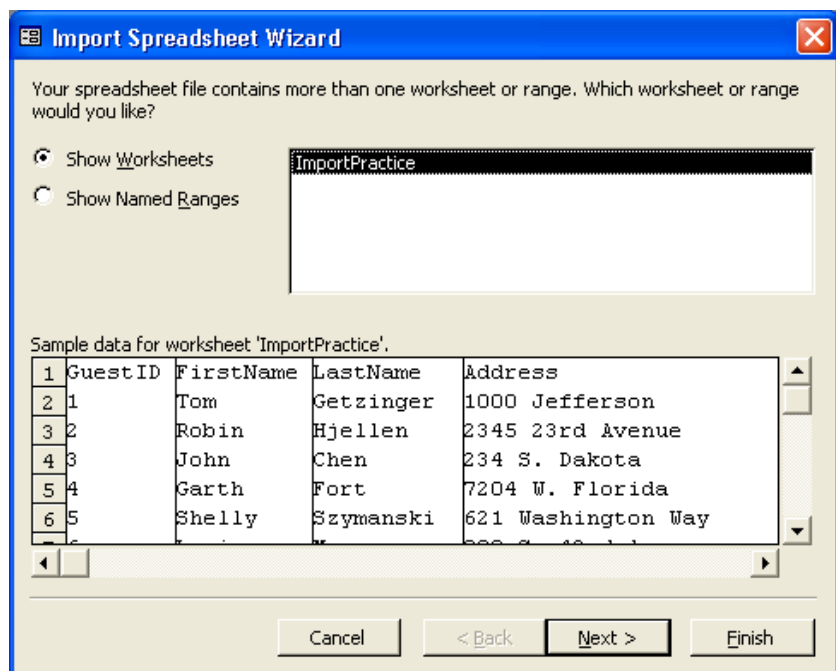 Import Spreadsheet Wizard
Your spreadsheet file contains more than one worksheet or range. Which worksheet or range
would you like?
Show Worksheets
Show Named Ranges
ImportPractice
Sample data for worksheet 'ImportPractice'.
1 GuestID FirstName LastName Address
2 1 Tom Getzinger 1000 Jefferson
3 2 Robin Hjellen 2345 23rd Avenue
4 3 John Chen 234 S. Dakota
5 4 Garth Fort 7204 W. Florida
6 5 Shelly Szymanski 621 Washington Way
Cancel < Back Next > Finish